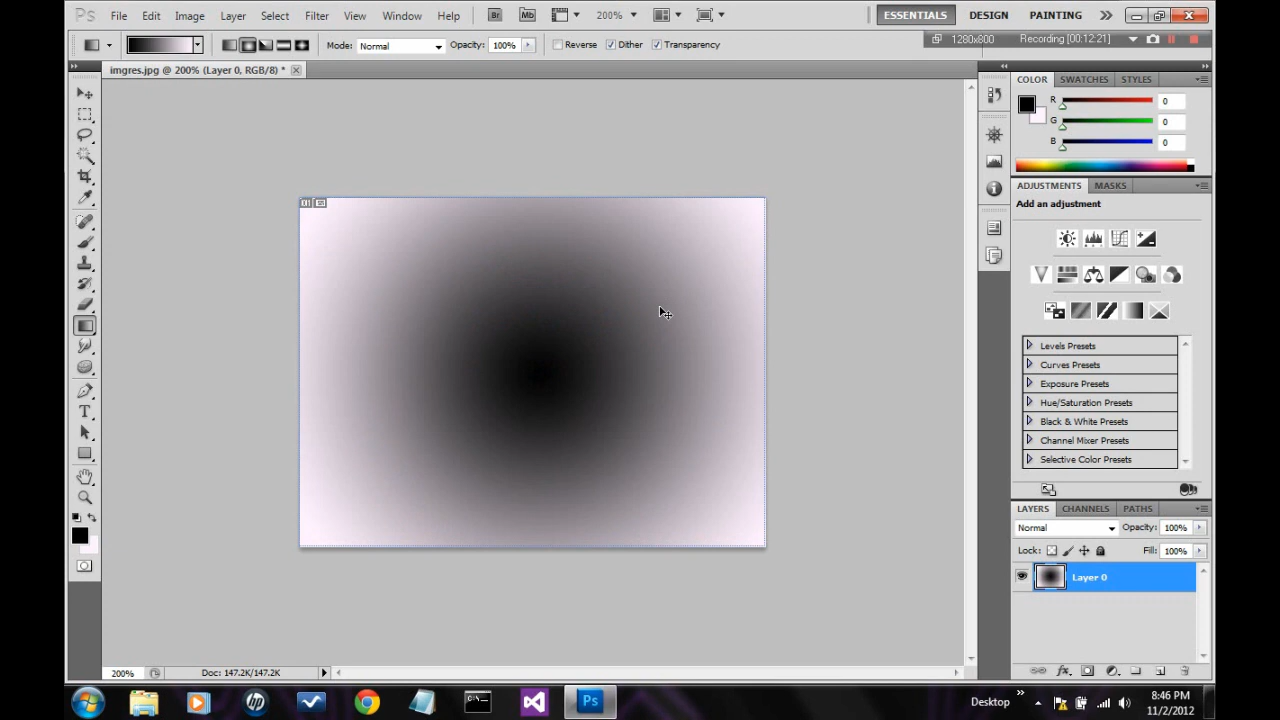 Ps File Edit Image Layer Select Filter View Window Help Br Mb 200% ESSENTIALS DESIGN PAINTING
Mode: Normal Opacity: 100% Reverse Dither Transparency 1280x800 Recording [00:12:21]
imgres.jpg @ 200% (Layer 0, RGB/8) *
COLOR SWATCHES STYLES
R 0
G 0
B 0
ADJUSTMENTS MASKS
Add an adjustment
Levels Presets
Curves Presets
Exposure Presets
Hue/Saturation Presets
Black & White Presets
Channel Mixer Presets
Selective Color Presets
LAYERS CHANNELS PATHS
Normal Opacity: 100%
Lock: Fill: 100%
Layer 0
200% Doc: 147.2K/147.2K
Desktop
8:46 PM
11/2/2012